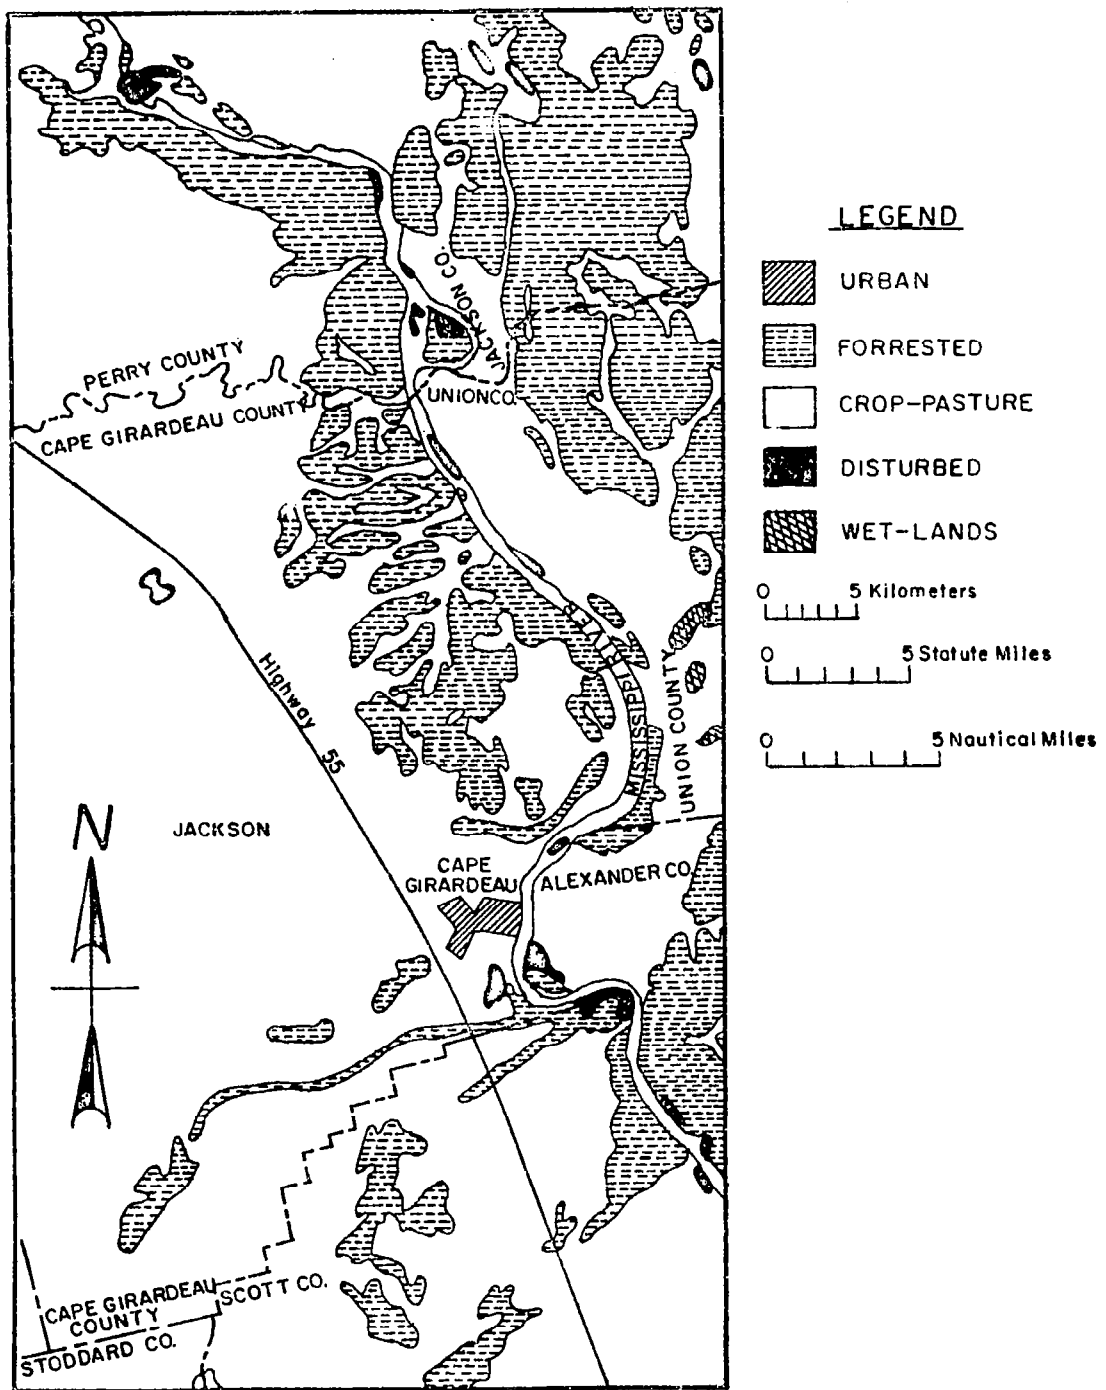 LEGEND
URBAN
FORRESTED
CROP-PASTURE
DISTURBED
WET-LANDS
0 5 Kilometers
0 5 Statute Miles
0 5 Nautical Miles
JACKSON CO.
PERRY COUNTY
CAPE GIRARDEAU COUNTY
UNION CO.
MISSISSIPPI RIVER
UNION COUNTY
Highway 55
N
JACKSON
CAPE
GIRARDEAU
ALEXANDER CO.
CAPE GIRARDEAU
COUNTY
SCOTT CO.
STODDARD CO.